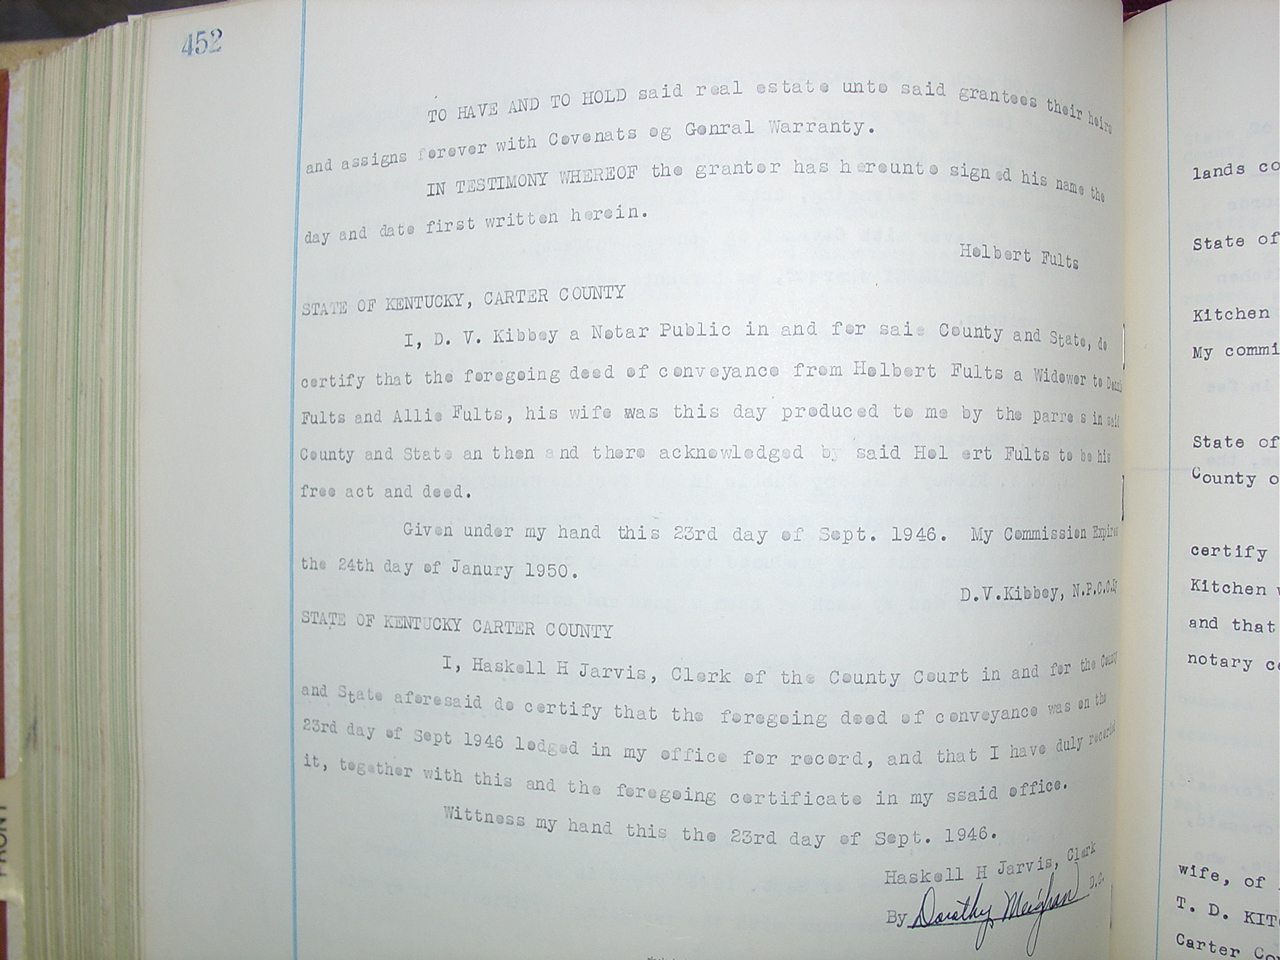 452
TO HAVE AND TO HOLD said real estate unto said grantees their heirs
and assigns forever with Covenats og Genral Warranty.
IN TESTIMONY WHEREOF the grantor has hereunto signed his name the
day and date first written herein.
Helbert Fults
STATE OF KENTUCKY, CARTER COUNTY
I, D. V. Kibbey a Notar Public in and for saie County and State, do
certify that the foregoing deed of conveyance from Helbert Fults a Widower to
Fults and Allie Fults, his wife was this day produced to me by the parre s in said
County and State an then and there acknowledged by said Hel ert Fults to be his
free act and deed.
Given under my hand this 23rd day of Sept. 1946. My Commission Expires
the 24th day of Janury 1950.
D.V.Kibbey, N.P.C.C.
STATE OF KENTUCKY CARTER COUNTY
I, Haskell H Jarvis, Clerk of the County Court in and for the County
and State aforesaid do certify that the foregoing deed of conveyance was on the
23rd day of Sept 1946 lodged in my office for record, and that I have duly recorded
it, together with this and the foregoing certificate in my ssaid office.
Wittness my hand this the 23rd day of Sept. 1946.
Haskell H Jarvis, Clerk
By Dorothy Meighan D.C.
lands co
State of
Kitchen
My commi
State of
County o
certify
Kitchen
and that
notary ce
wife, of
T. D. KITC
Carter Co
FRONT